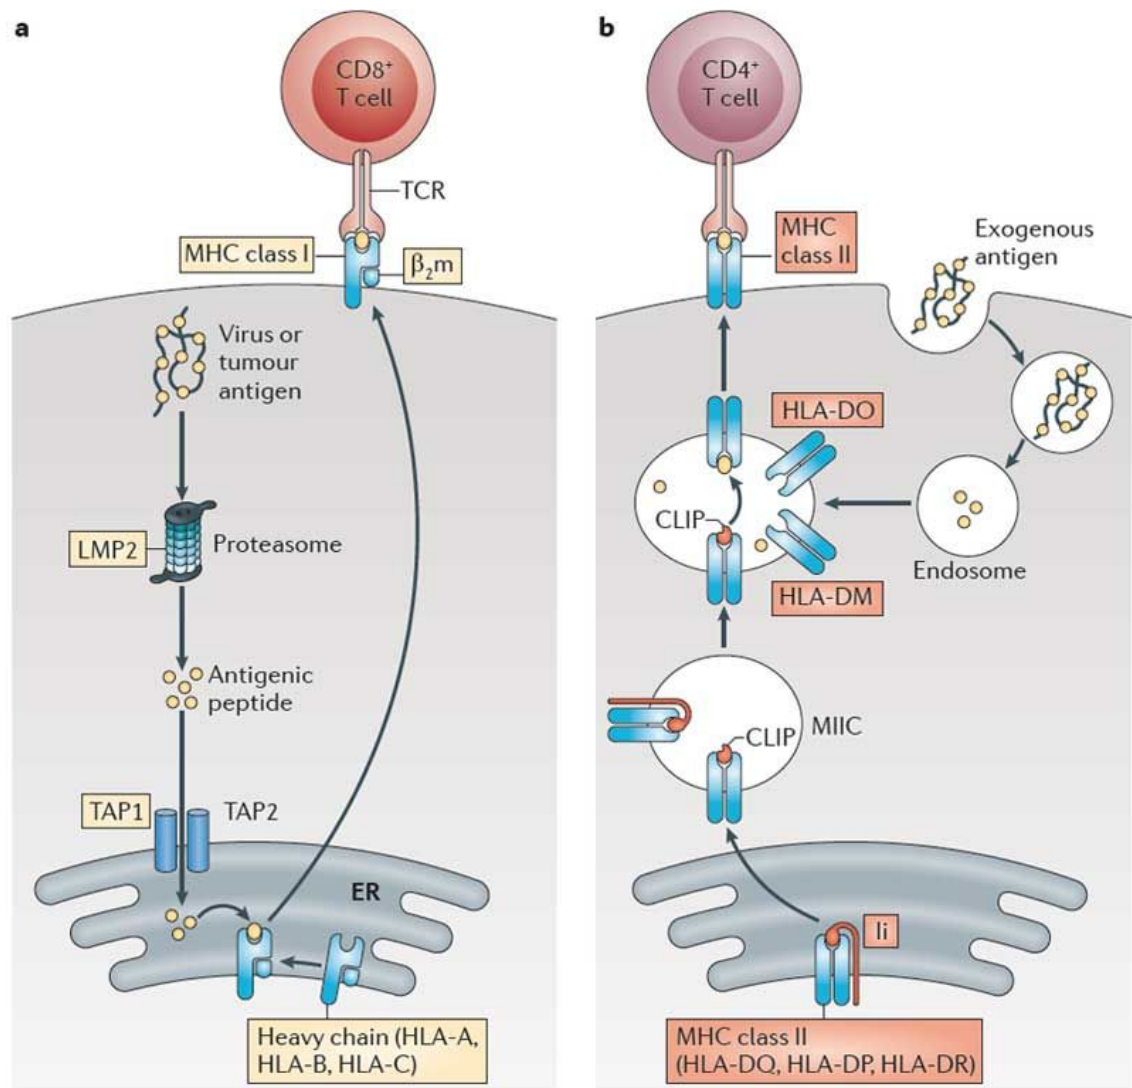 a
CD8+
T cell
TCR
MHC class I
β2m
Virus or
tumour
antigen
LMP2
Proteasome
Antigenic
peptide
TAP1
TAP2
ER
Heavy chain (HLA-A,
HLA-B, HLA-C)
b
CD4+
T cell
MHC
class II
Exogenous
antigen
HLA-DO
CLIP
HLA-DM
Endosome
MIIC
CLIP
Ii
MHC class II
(HLA-DQ, HLA-DP, HLA-DR)